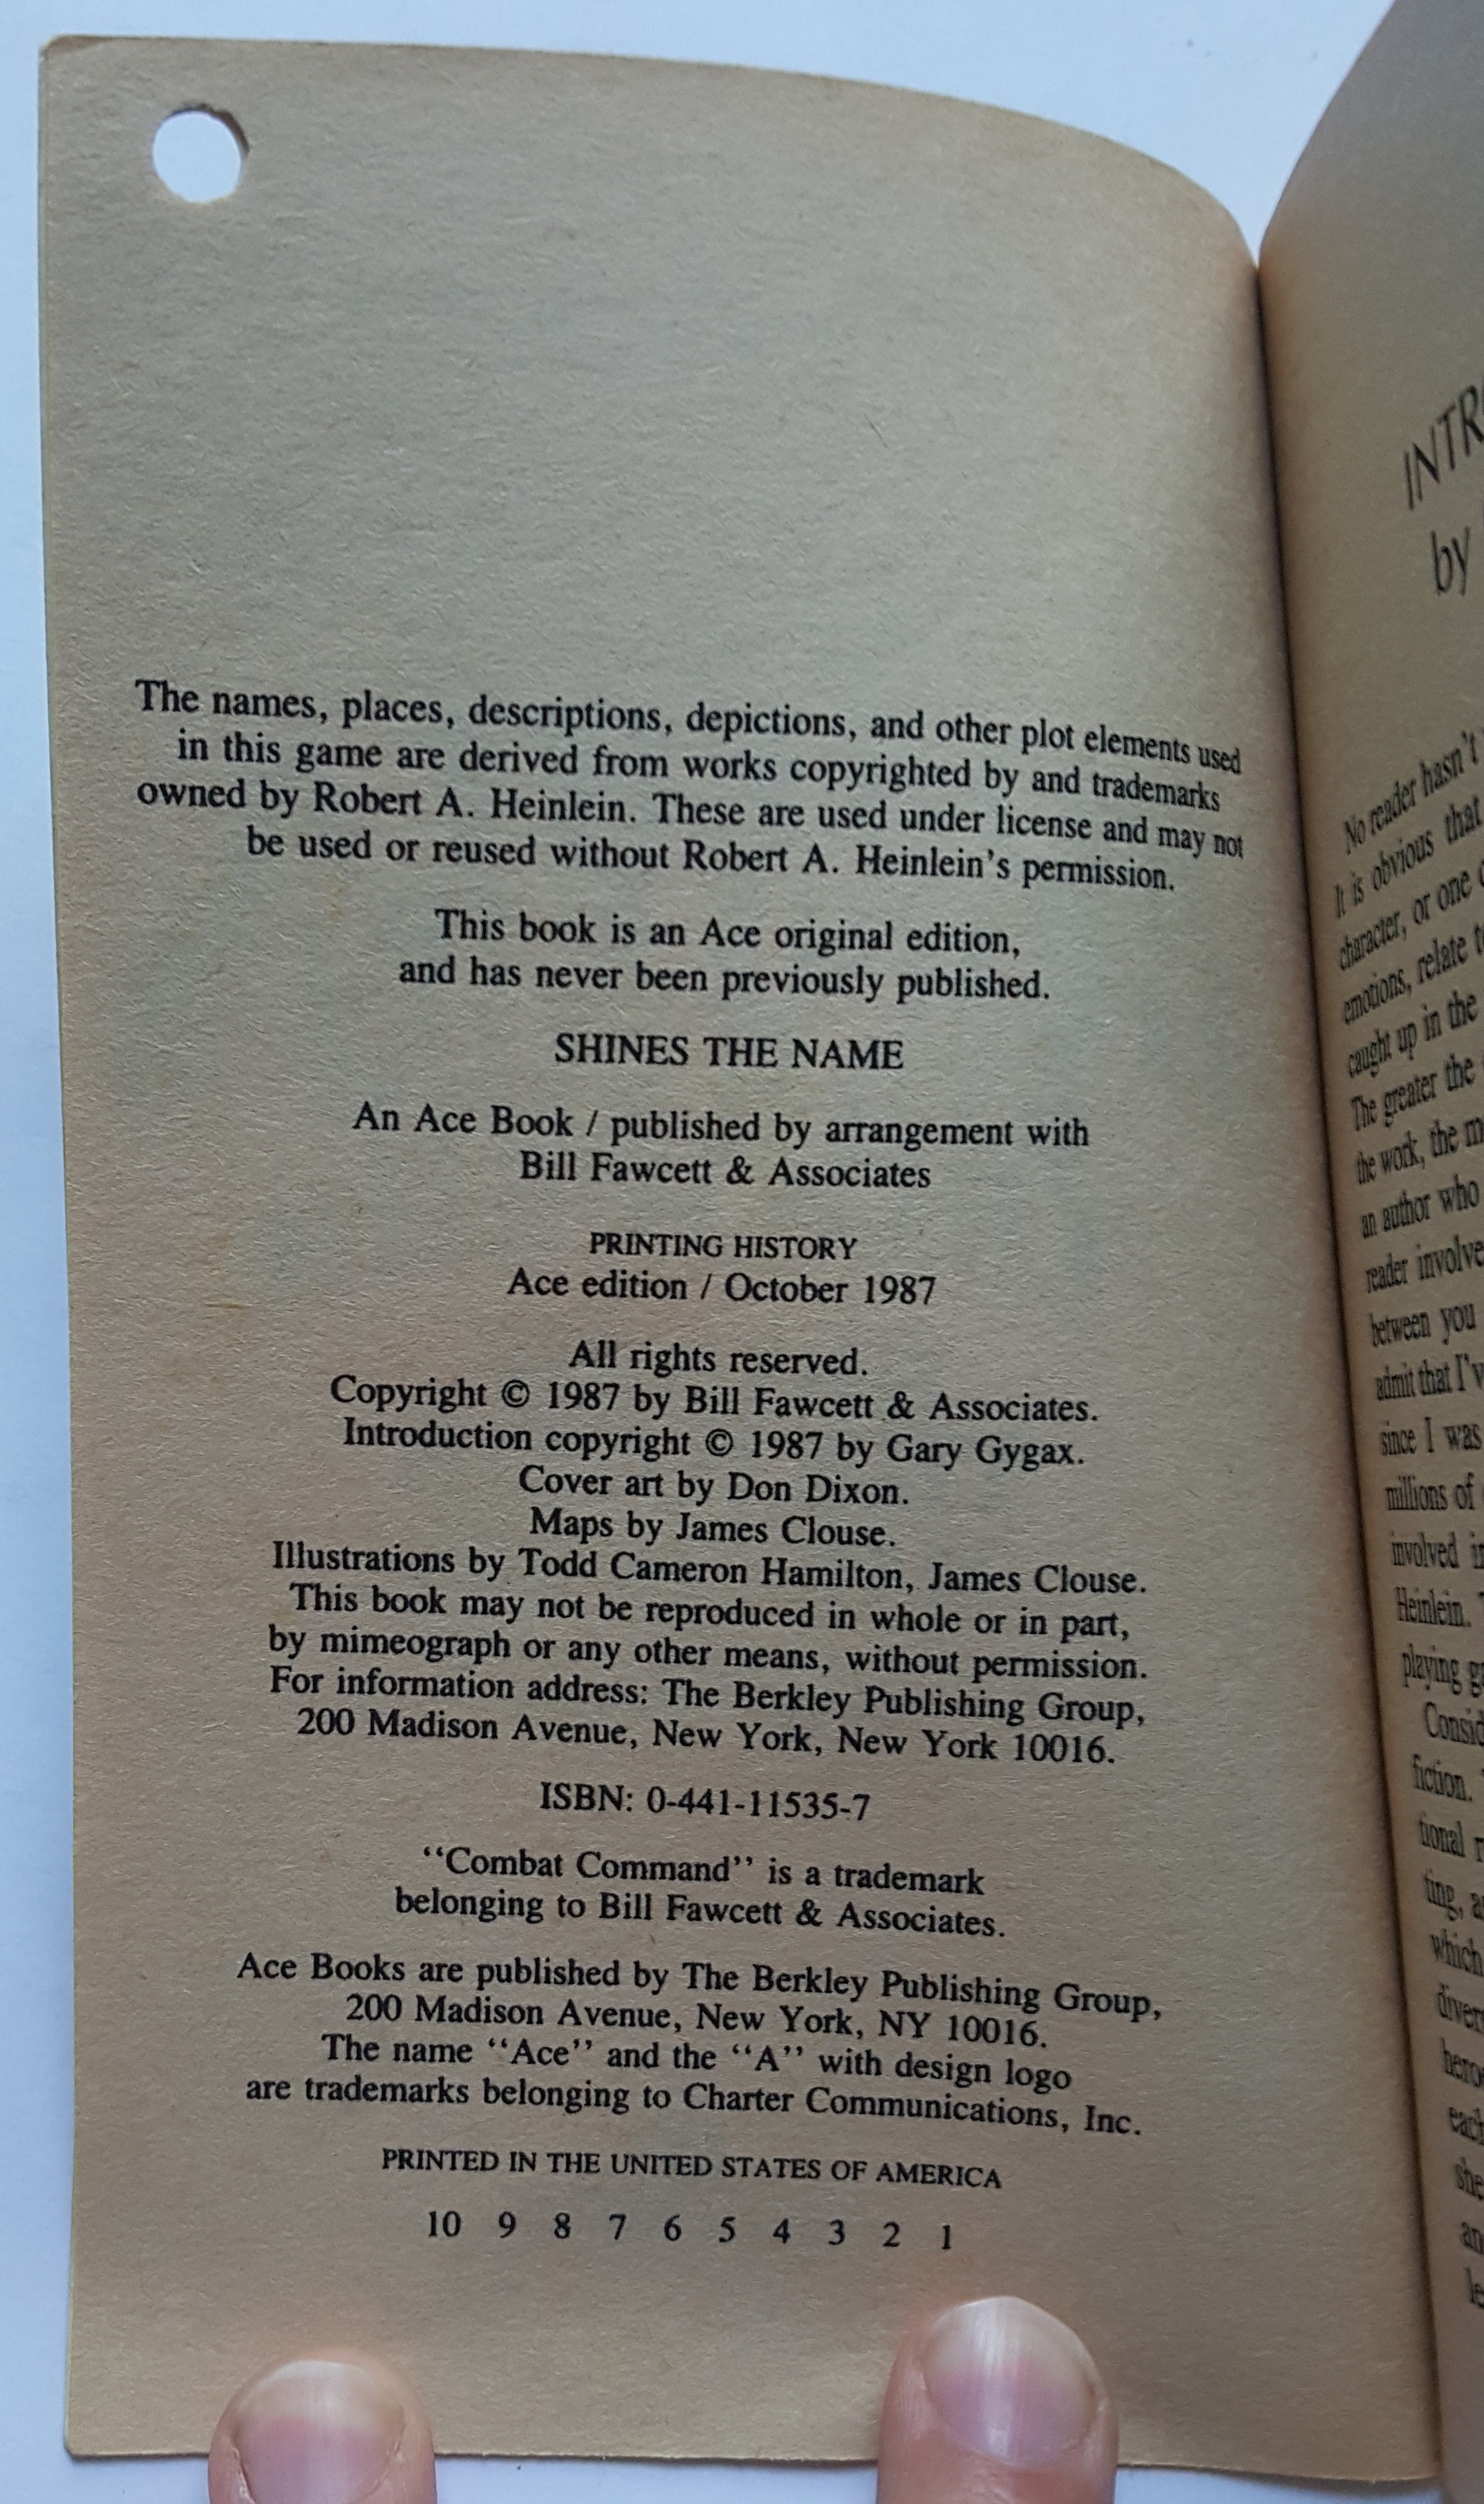 The names, places, descriptions, depictions, and other plot elements used
in this game are derived from works copyrighted by and trademarks
owned by Robert A. Heinlein. These are used under license and may not
be used or reused without Robert A. Heinlein's permission.
This book is an Ace original edition,
and has never been previously published.
SHINES THE NAME
An Ace Book / published by arrangement with
Bill Fawcett & Associates
PRINTING HISTORY
Ace edition / October 1987
All rights reserved.
Copyright © 1987 by Bill Fawcett & Associates.
Introduction copyright © 1987 by Gary Gygax.
Cover art by Don Dixon.
Maps by James Clouse.
Illustrations by Todd Cameron Hamilton, James Clouse.
This book may not be reproduced in whole or in part,
by mimeograph or any other means, without permission.
For information address: The Berkley Publishing Group,
200 Madison Avenue, New York, New York 10016.
ISBN: 0-441-11535-7
‘‘Combat Command’’ is a trademark
belonging to Bill Fawcett & Associates.
Ace Books are published by The Berkley Publishing Group,
200 Madison Avenue, New York, NY 10016.
The name ‘‘Ace’’ and the ‘‘A’’ with design logo
are trademarks belonging to Charter Communications, Inc.
PRINTED IN THE UNITED STATES OF AMERICA
10 9 8 7 6 5 4 3 2 1
by
No reader hasn't
It is obvious that
character, or one
emotions, relate
caught up in the
The greater the
the work, the
an author who
reader
between you
admit that
since I was
millions of
involved
Heinlein.
playing
fiction.
which